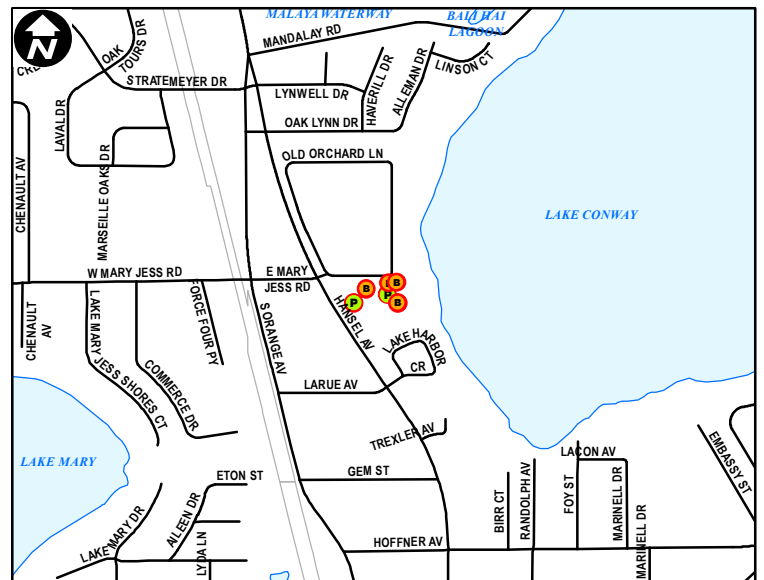 MALAYA WATERWAY
BALI HAI
LAGOON
N
MANDALAY RD
OAK
TOURS DR
STRATEMEYER DR
LYNWELL DR
HAVERILL DR
ALLEMAN DR
LINSON CT
LAVAL DR
OAK LYNN DR
MARSEILLE OAKS DR
OLD ORCHARD LN
CHENAULT AV
LAKE CONWAY
W MARY JESS RD
E MARY
JESS RD
B
B
P
P
B
FORCE FOUR PY
S ORANGE AV
HANSEL AV
CHENAULT
AV
LAKE MARY JESS SHORES CT
COMMERCE DR
LAKE HARBOR
CR
LARUE AV
TREXLER AV
LAKE MARY
LACON AV
EMBASSY ST
ETON ST
GEM ST
BIRR CT
RANDOLPH AV
FOY ST
MARINELL DR
MARINELL DR
LAKE MARY DR
AILEEN DR
LYDA LN
HOFFNER AV